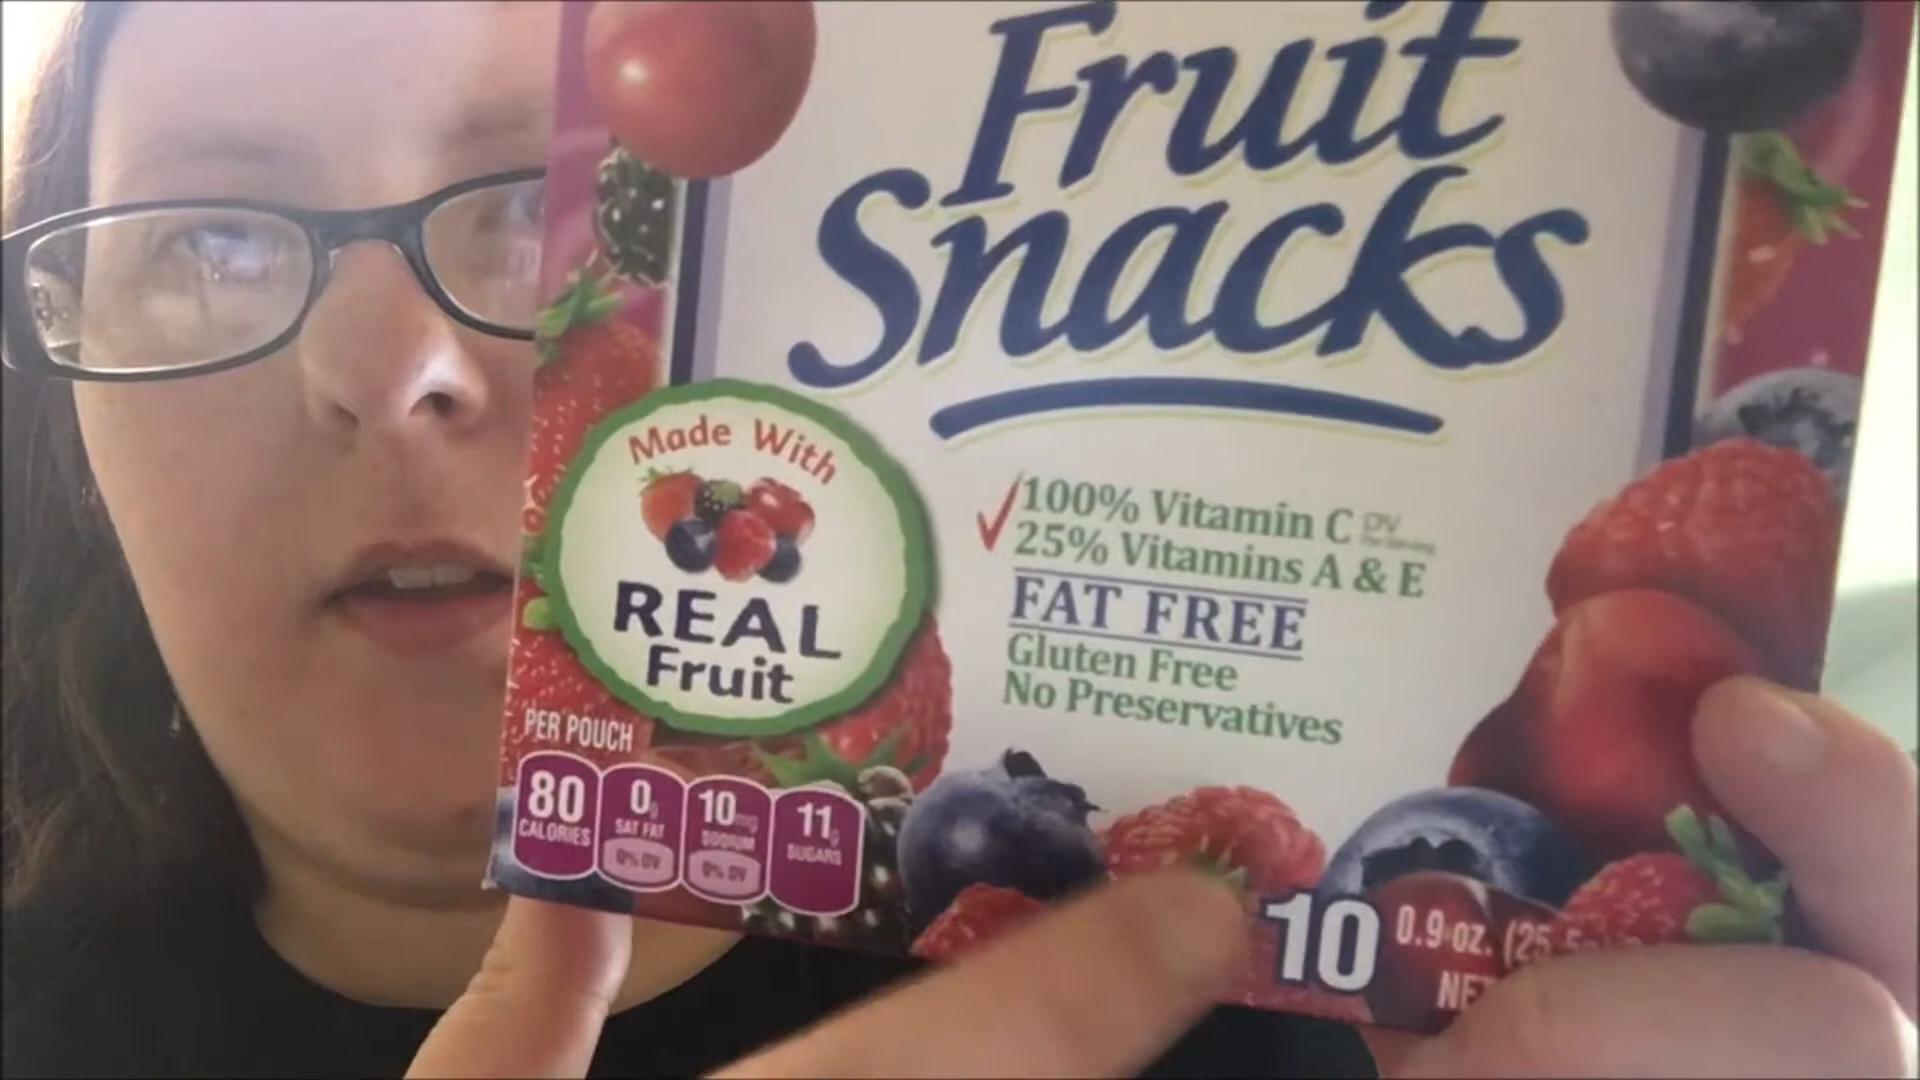 Fruit
Snacks
Made With
REAL
Fruit
100% Vitamin C DV
25% Vitamins A & E
FAT FREE
Gluten Free
No Preservatives
PER POUCH
80
CALORIES
0g
SAT FAT
0% DV
10mg
SODIUM
0% DV
11g
SUGARS
10
0.9 oz.